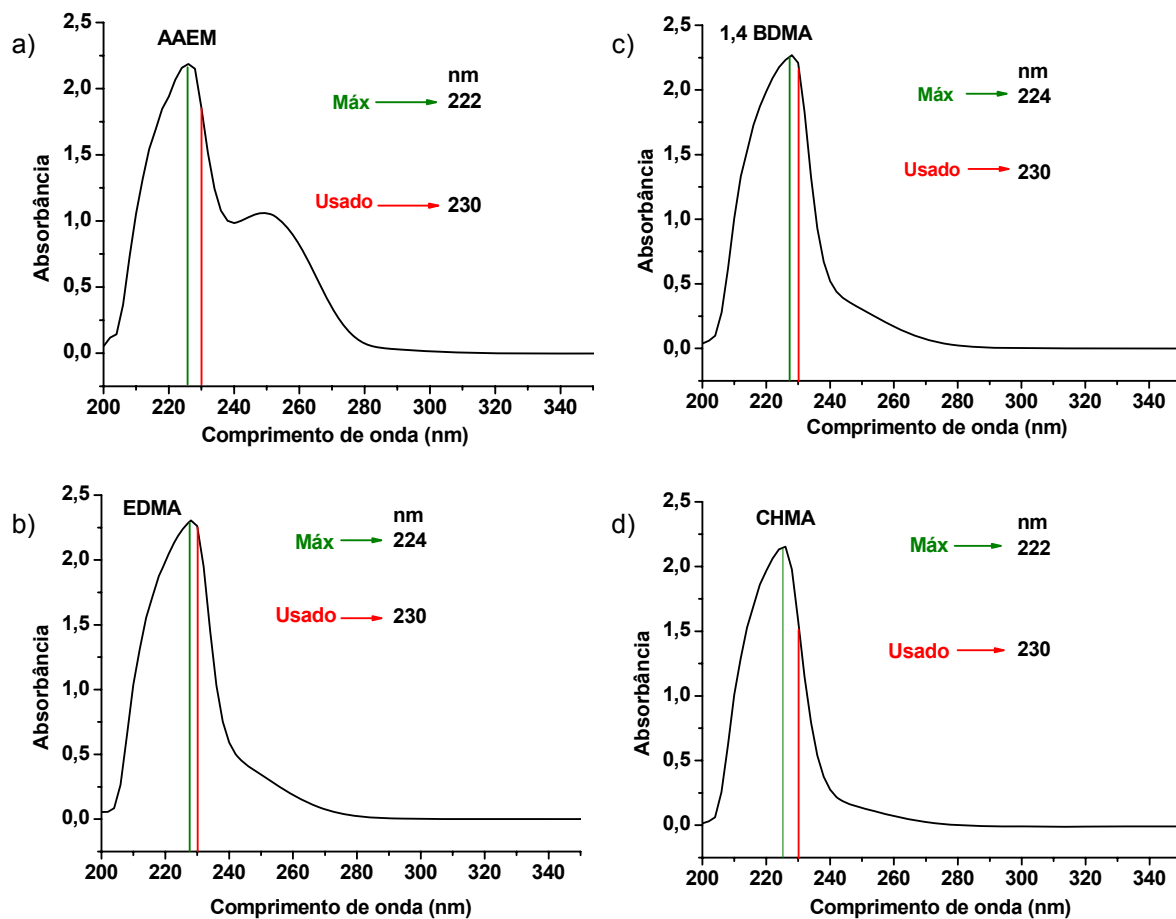 a)
AAEM
nm
Máx 222
Usado 230
Absorbância
2,5
2,0
1,5
1,0
0,5
0,0
200 220 240 260 280 300 320 340
Comprimento de onda (nm)
c)
1,4 BDMA
nm
Máx 224
Usado 230
Absorbância
2,5
2,0
1,5
1,0
0,5
0,0
200 220 240 260 280 300 320 340
Comprimento de onda (nm)
b)
EDMA
nm
Máx 224
Usado 230
Absorbância
2,5
2,0
1,5
1,0
0,5
0,0
200 220 240 260 280 300 320 340
Comprimento de onda (nm)
d)
CHMA
nm
Máx 222
Usado 230
Absorbância
2,5
2,0
1,5
1,0
0,5
0,0
200 220 240 260 280 300 320 340
Comprimento de onda (nm)